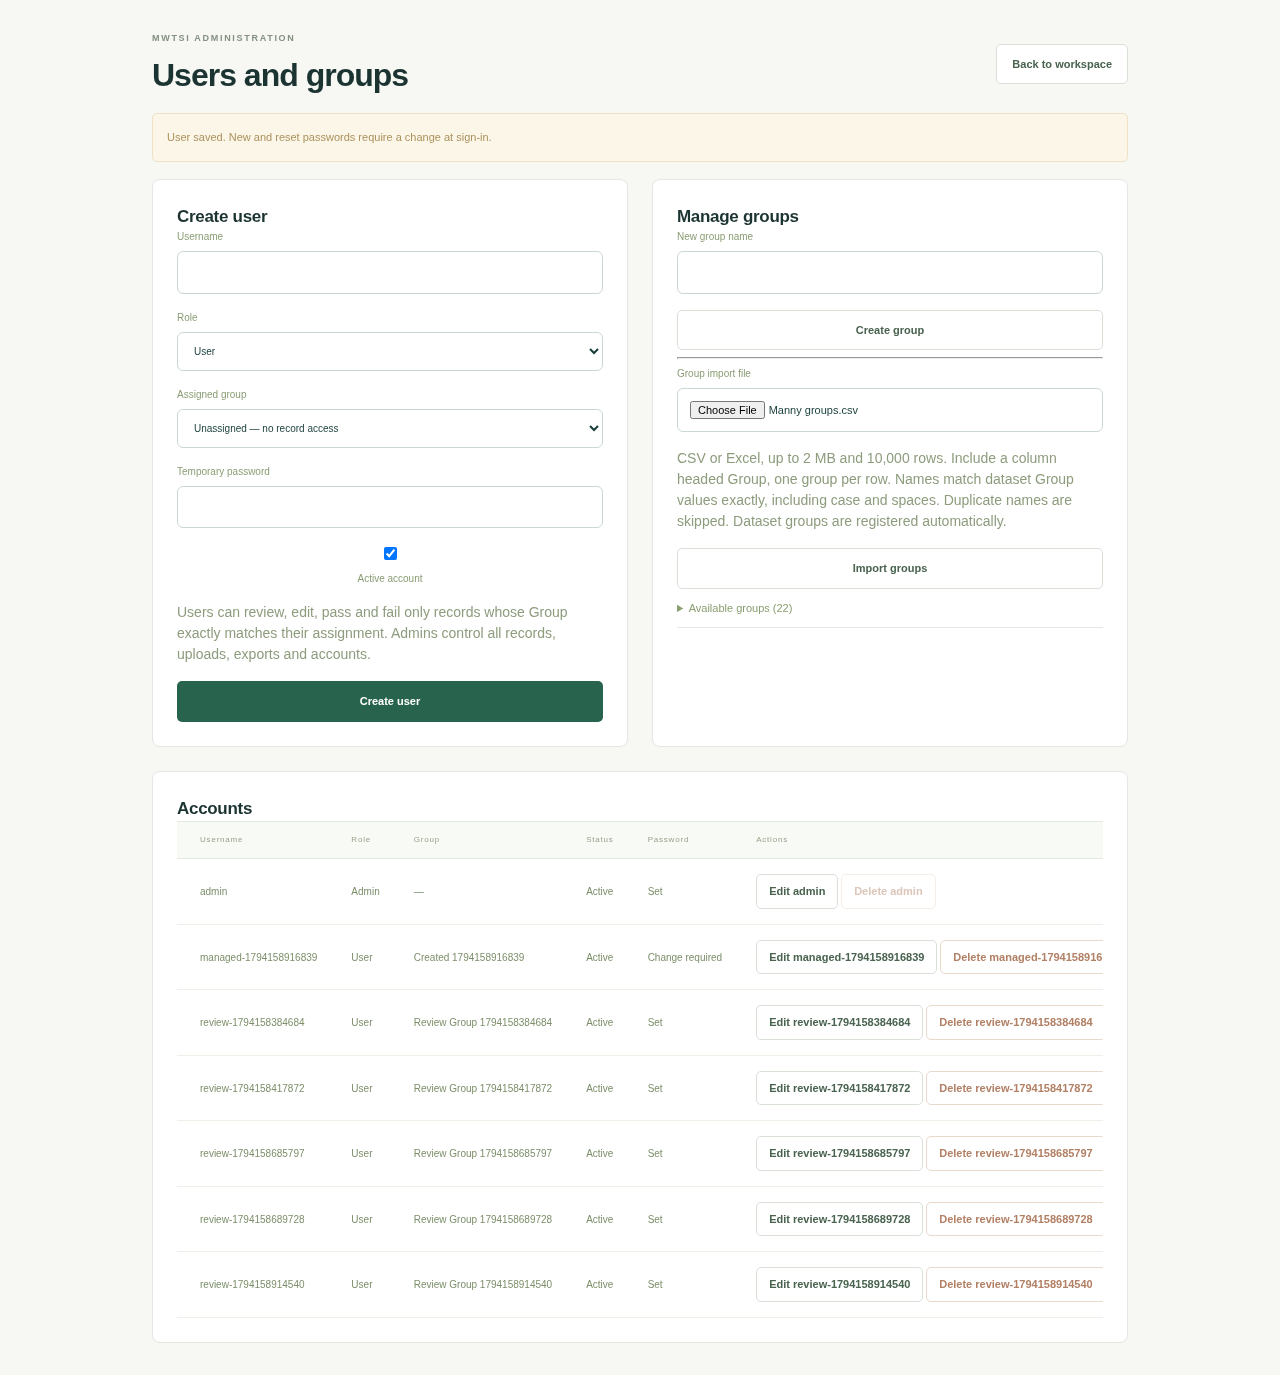 MWTSI ADMINISTRATION
Users and groups
Back to workspace
User saved. New and reset passwords require a change at sign-in.
Create user
Username
Role
User
Assigned group
Unassigned — no record access
Temporary password
Active account
Users can review, edit, pass and fail only records whose Group
exactly matches their assignment. Admins control all records,
uploads, exports and accounts.
Create user
Manage groups
New group name
Create group
Group import file
Choose File Manny groups.csv
CSV or Excel, up to 2 MB and 10,000 rows. Include a column
headed Group, one group per row. Names match dataset Group
values exactly, including case and spaces. Duplicate names are
skipped. Dataset groups are registered automatically.
Import groups
Available groups (22)
Accounts
Username Role Group Status Password Actions
admin Admin — Active Set Edit admin Delete admin
managed-1794158916839 User Created 1794158916839 Active Change required Edit managed-1794158916839 Delete managed-1794158916
review-1794158384684 User Review Group 1794158384684 Active Set Edit review-1794158384684 Delete review-1794158384684
review-1794158417872 User Review Group 1794158417872 Active Set Edit review-1794158417872 Delete review-1794158417872
review-1794158685797 User Review Group 1794158685797 Active Set Edit review-1794158685797 Delete review-1794158685797
review-1794158689728 User Review Group 1794158689728 Active Set Edit review-1794158689728 Delete review-1794158689728
review-1794158914540 User Review Group 1794158914540 Active Set Edit review-1794158914540 Delete review-1794158914540